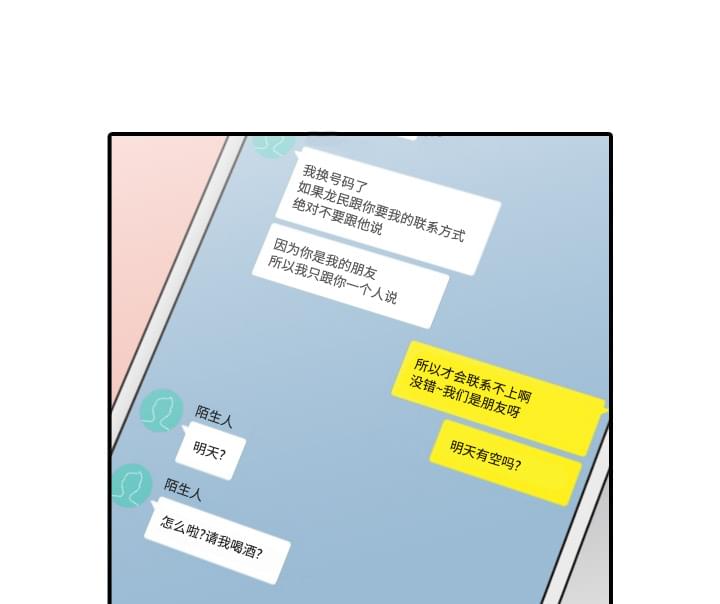 我换号码了
如果龙民跟你要我的联系方式
绝对不要跟他说
因为你是我的朋友
所以我只跟你一个人说
所以才会联系不上啊
没错~我们是朋友呀
明天有空吗?
陌生人
明天?
陌生人
怎么啦?请我喝酒?